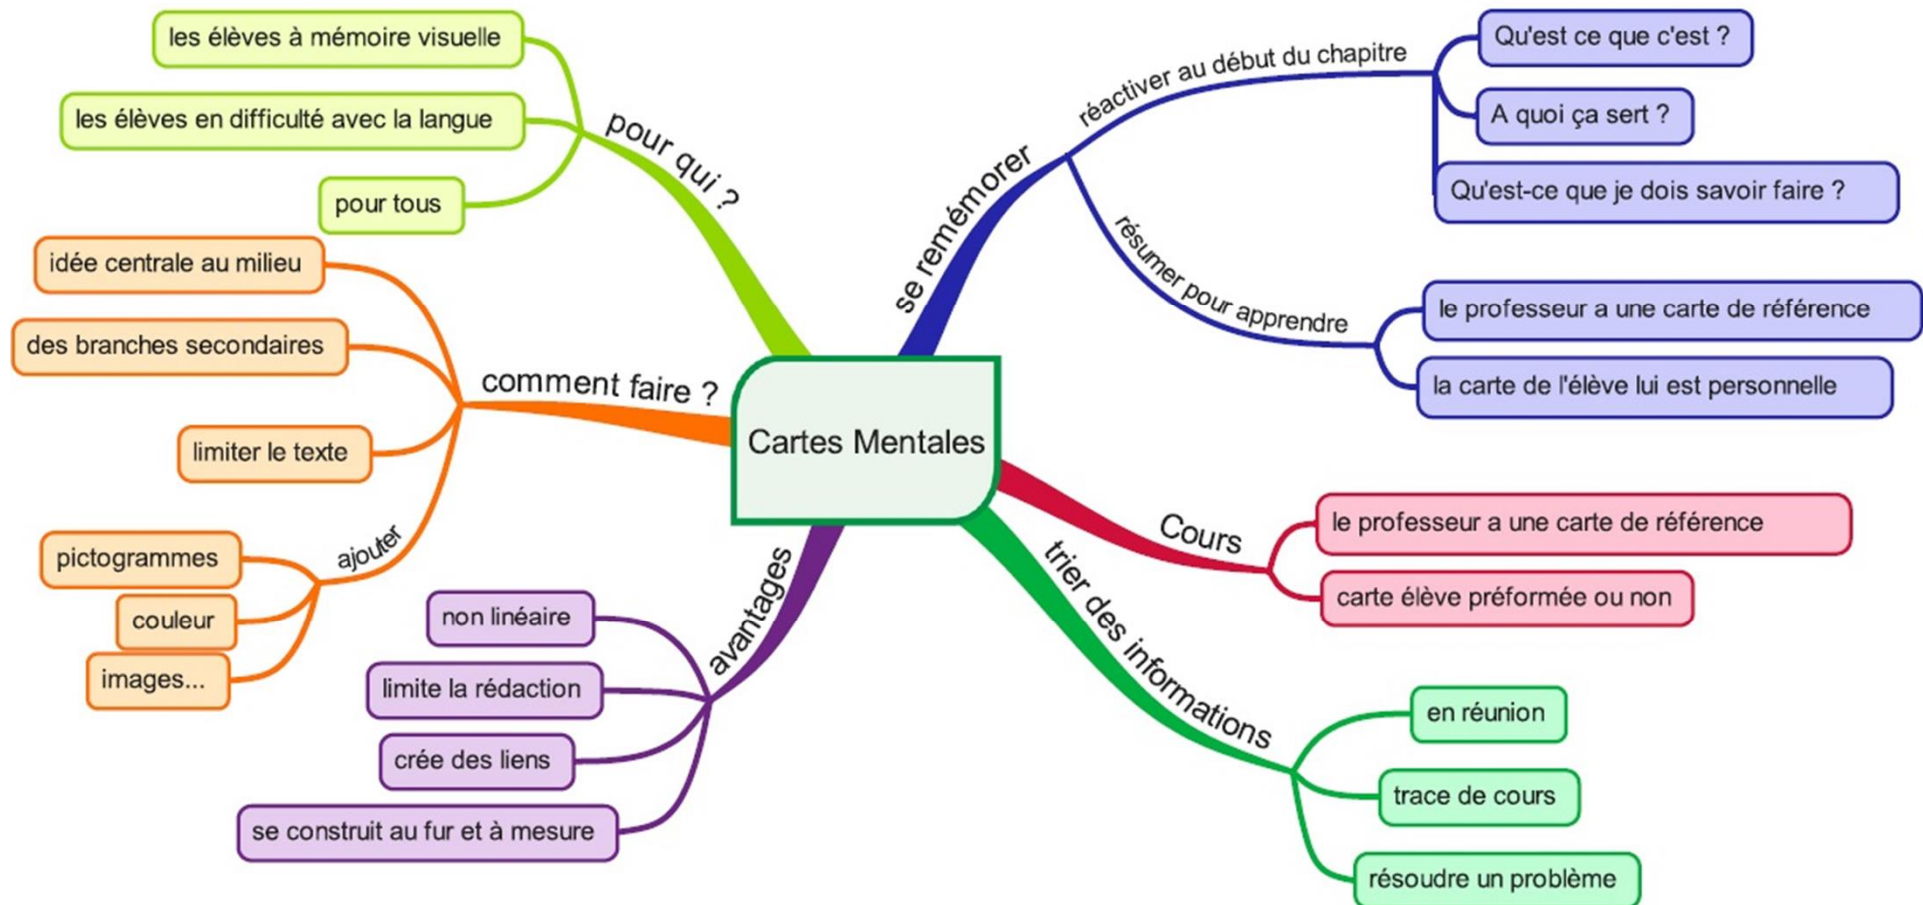 Cartes Mentales
pour qui ?
les élèves à mémoire visuelle
les élèves en difficulté avec la langue
pour tous
comment faire ?
idée centrale au milieu
des branches secondaires
limiter le texte
ajouter
pictogrammes
couleur
images...
avantages
non linéaire
limite la rédaction
crée des liens
se construit au fur et à mesure
se remémorer
réactiver au début du chapitre
Qu'est ce que c'est ?
A quoi ça sert ?
Qu'est-ce que je dois savoir faire ?
résumer pour apprendre
le professeur a une carte de référence
la carte de l'élève lui est personnelle
Cours
le professeur a une carte de référence
carte élève préformée ou non
trier des informations
en réunion
trace de cours
résoudre un problème